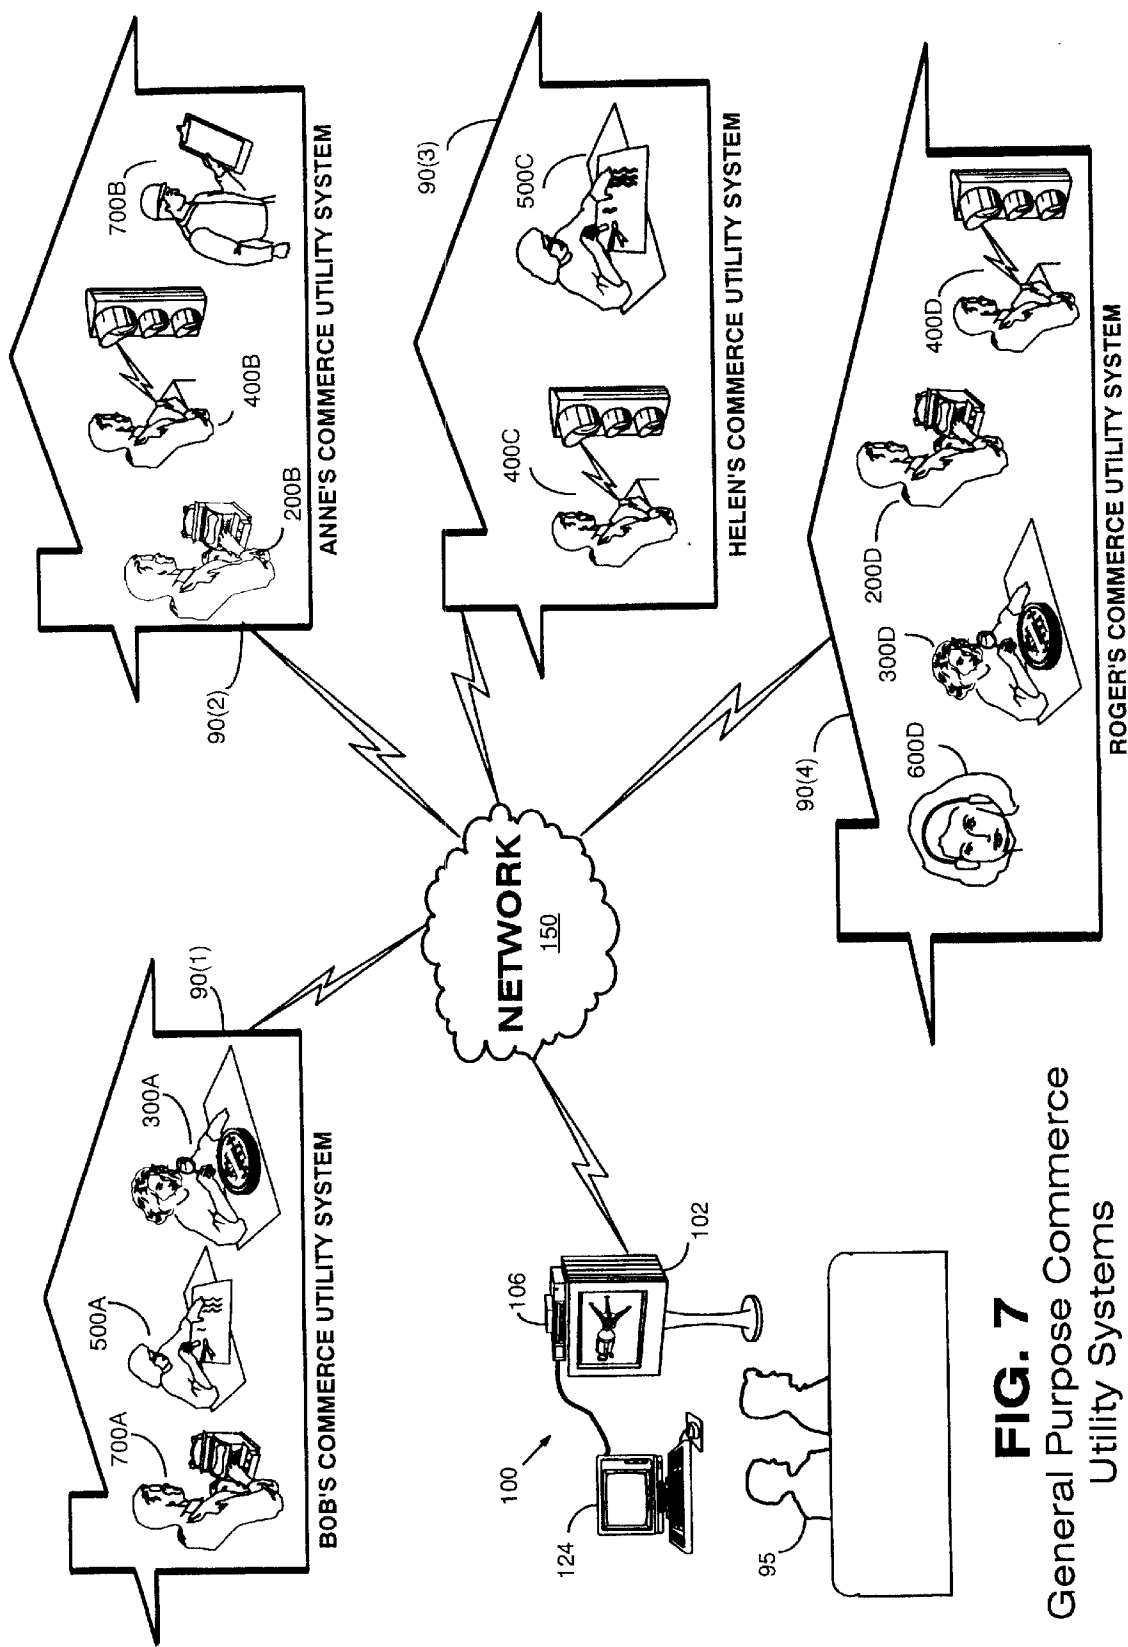 700A
500A
300A
90(1)
BOB'S COMMERCE UTILITY SYSTEM
90(2)
200B
400B
700B
ANNE'S COMMERCE UTILITY SYSTEM
NETWORK
150
400C
500C
90(3)
HELEN'S COMMERCE UTILITY SYSTEM
100
124
106
102
95
90(4)
600D
300D
200D
400D
ROGER'S COMMERCE UTILITY SYSTEM
FIG. 7
General Purpose Commerce
Utility Systems